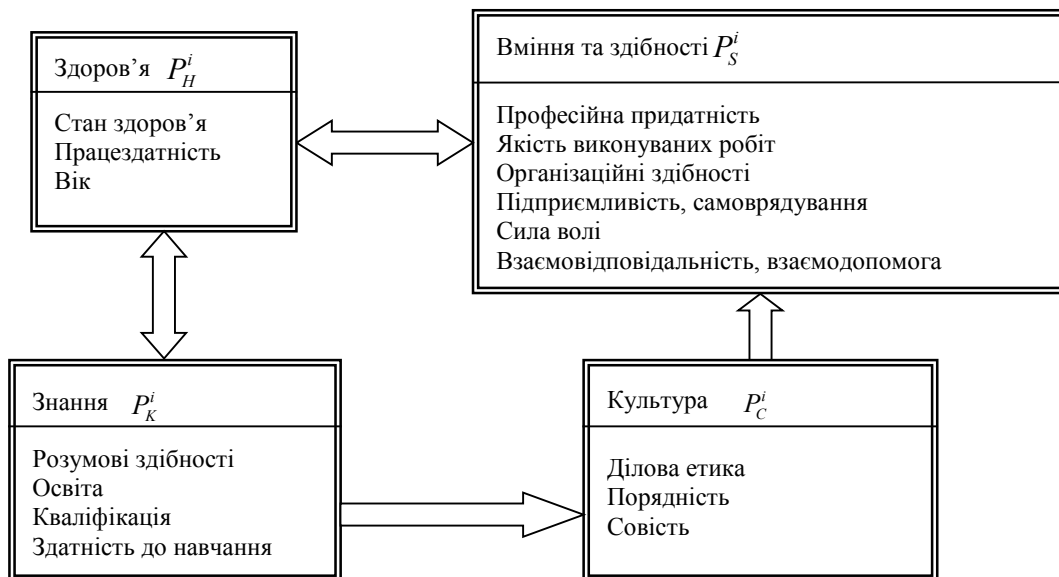 Здоров’я $P_H^i$
Стан здоров’я
Працездатність
Вік
Вміння та здібності $P_S^i$
Професійна придатність
Якість виконуваних робіт
Організаційні здібності
Підприємливість, самоврядування
Сила волі
Взаємовідповідальність, взаємодопомога
Знання $P_K^i$
Розумові здібності
Освіта
Кваліфікація
Здатність до навчання
Культура $P_C^i$
Ділова етика
Порядність
Совість